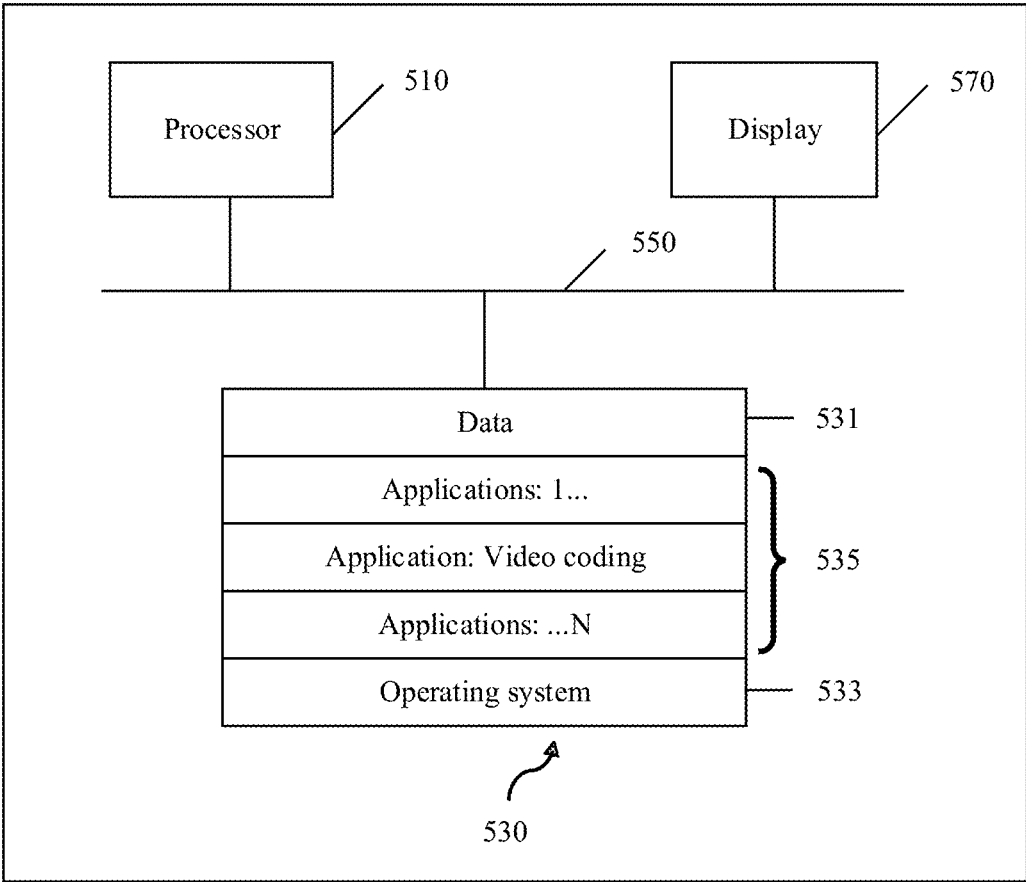 510
570
Processor
Display
550
Data
531
Applications: 1...
Application: Video coding
535
Applications: ...N
Operating system
533
530